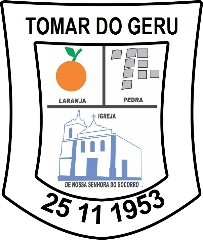 TOMAR DO GERU
LARANJA
PEDRA
IGREJA
DE NOSSA SENHORA DO SOCORRO
25 11 1953